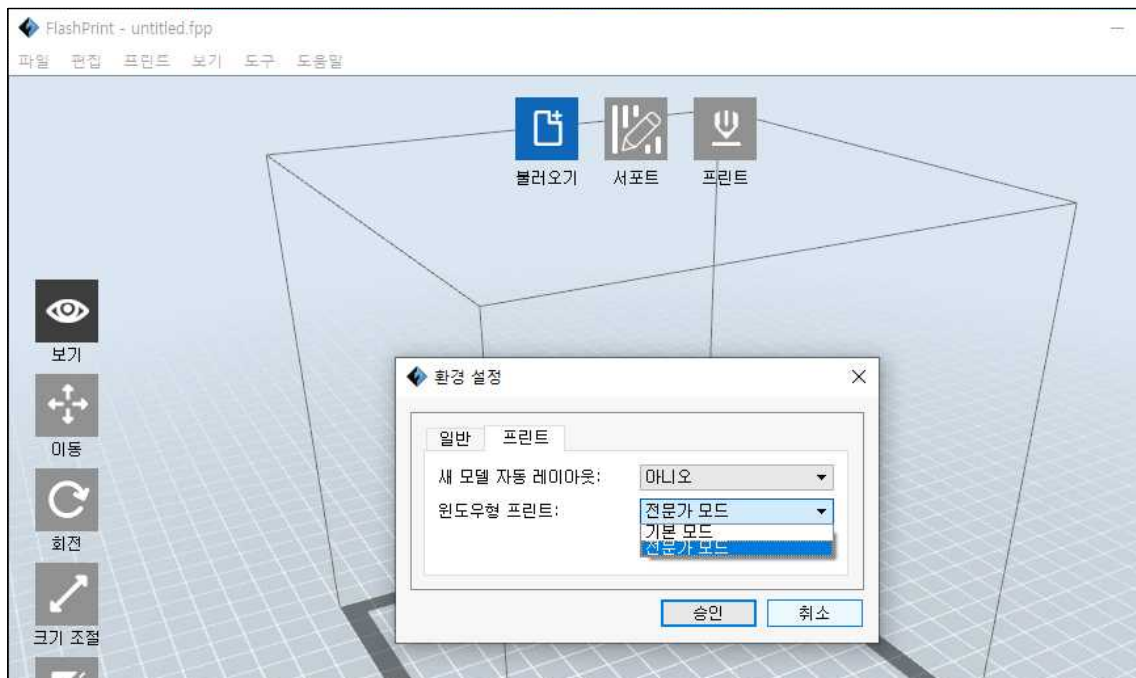 FlashPrint - untitled.fpp
파일 편집 프린트 보기 도구 도움말
불러오기 서포트 프린트
보기
이동
회전
크기 조절
환경 설정
일반 프린트
새 모델 자동 레이아웃: 아니오
윈도우형 프린트: 전문가 모드
기본 모드
전문가 모드
승인 취소